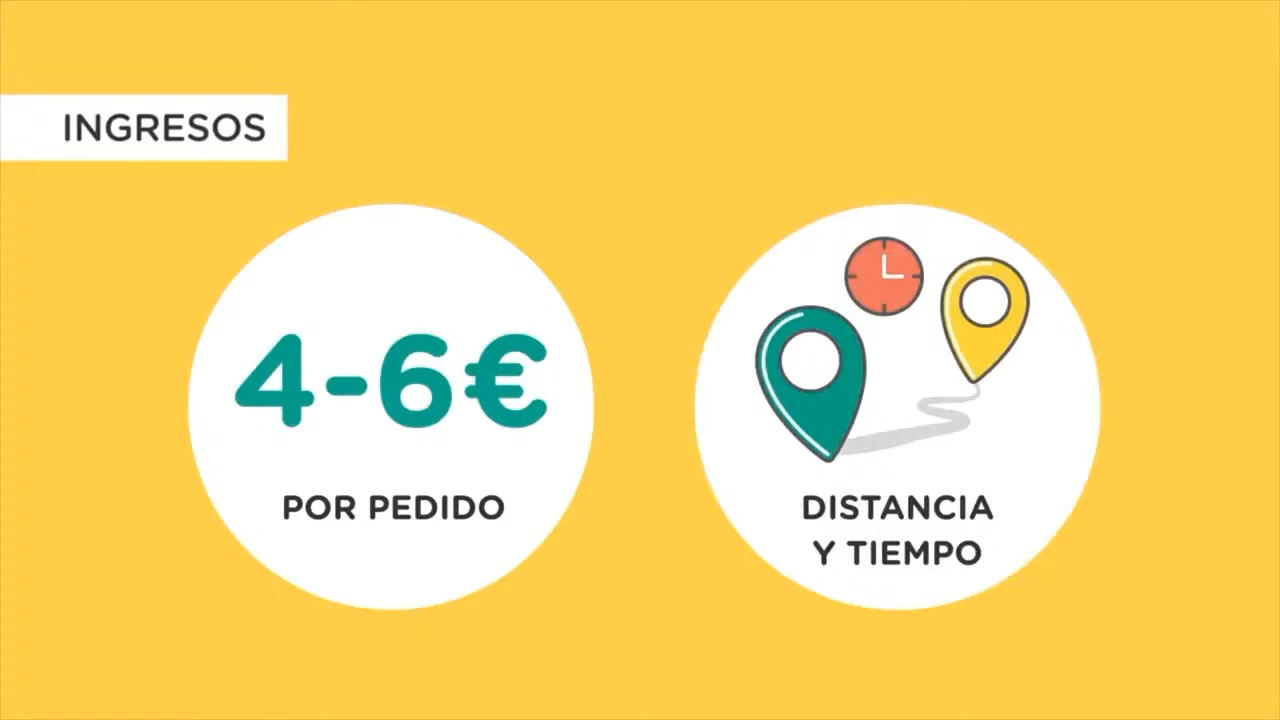 INGRESOS
4-6€
POR PEDIDO
DISTANCIA
Y TIEMPO